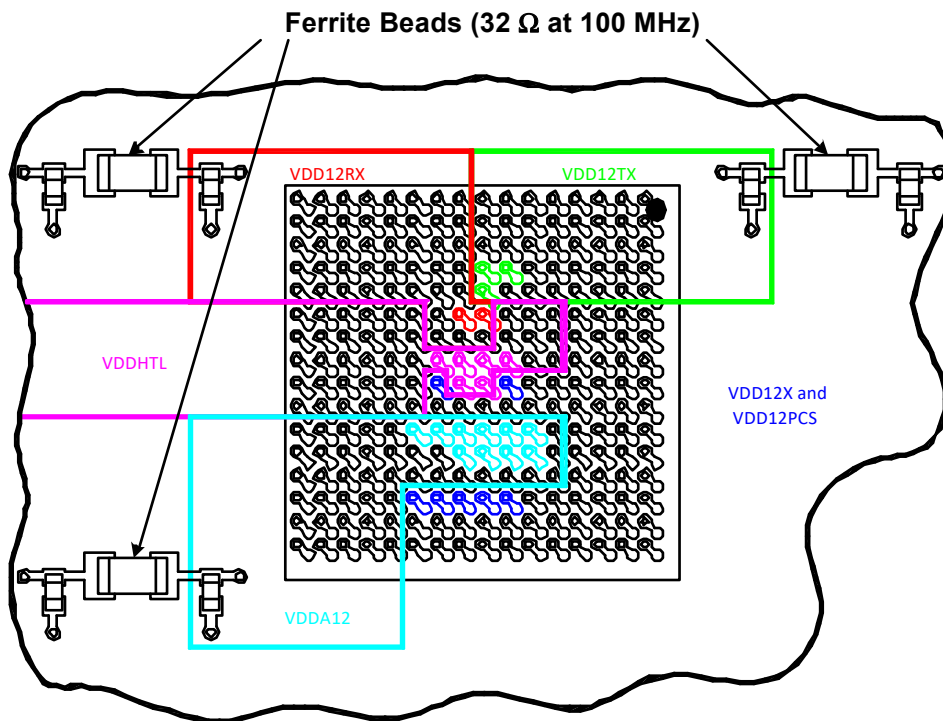 Ferrite Beads (32 Ω at 100 MHz)
VDD12RX
VDD12TX
VDDHTL
VDD12X and
VDD12PCS
VDDA12